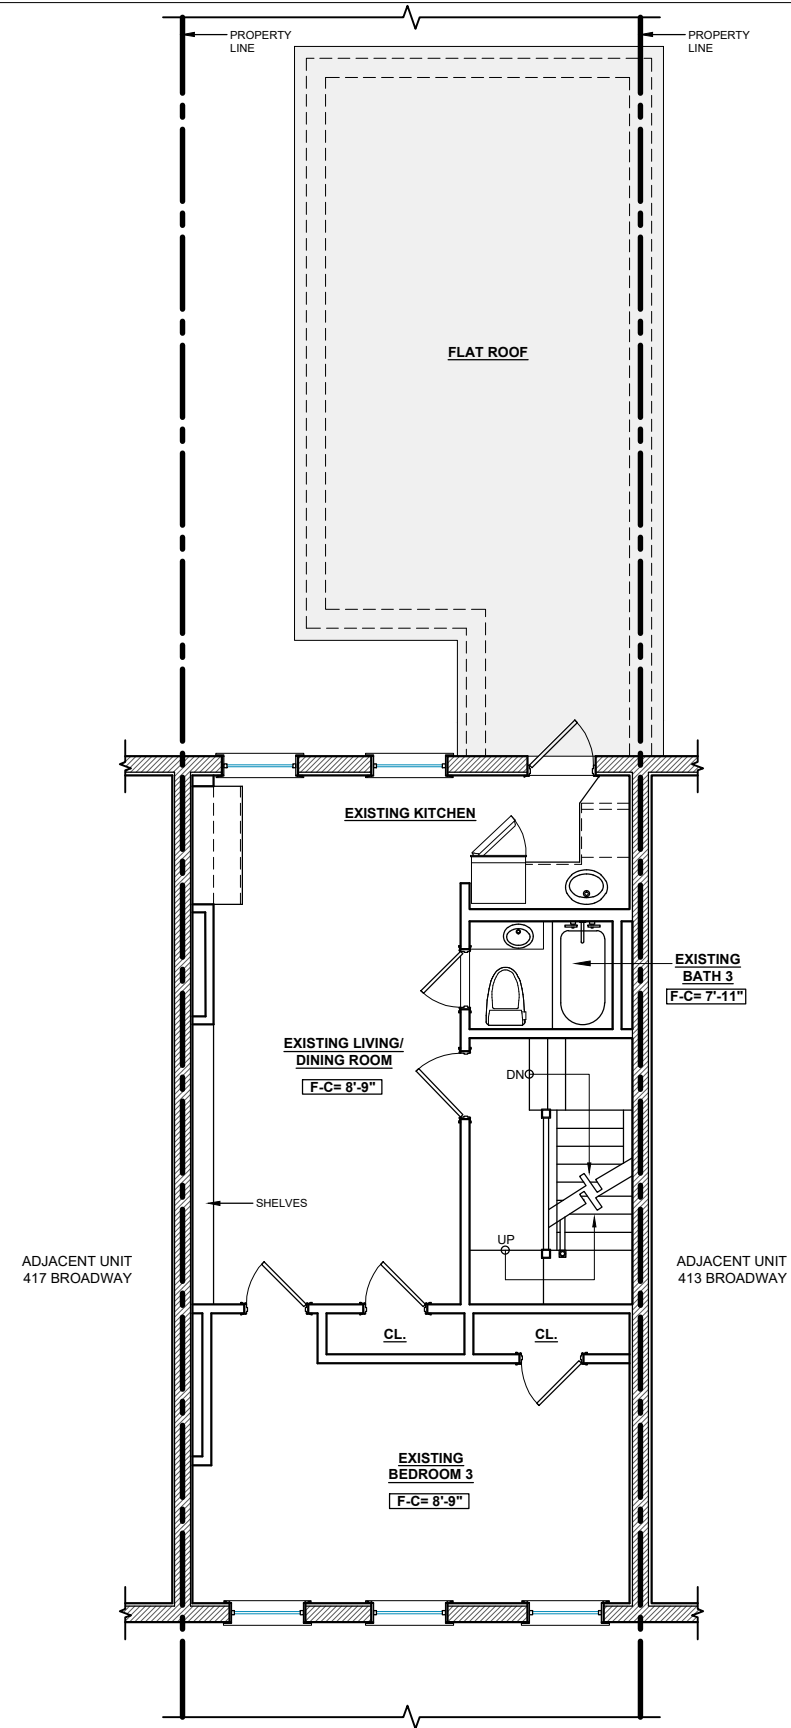 PROPERTY
LINE
PROPERTY
LINE
FLAT ROOF
EXISTING KITCHEN
EXISTING
BATH 3
F-C= 7'-11"
EXISTING LIVING/
DINING ROOM
F-C= 8'-9"
DN
SHELVES
UP
ADJACENT UNIT
417 BROADWAY
ADJACENT UNIT
413 BROADWAY
CL.
CL.
EXISTING
BEDROOM 3
F-C= 8'-9"